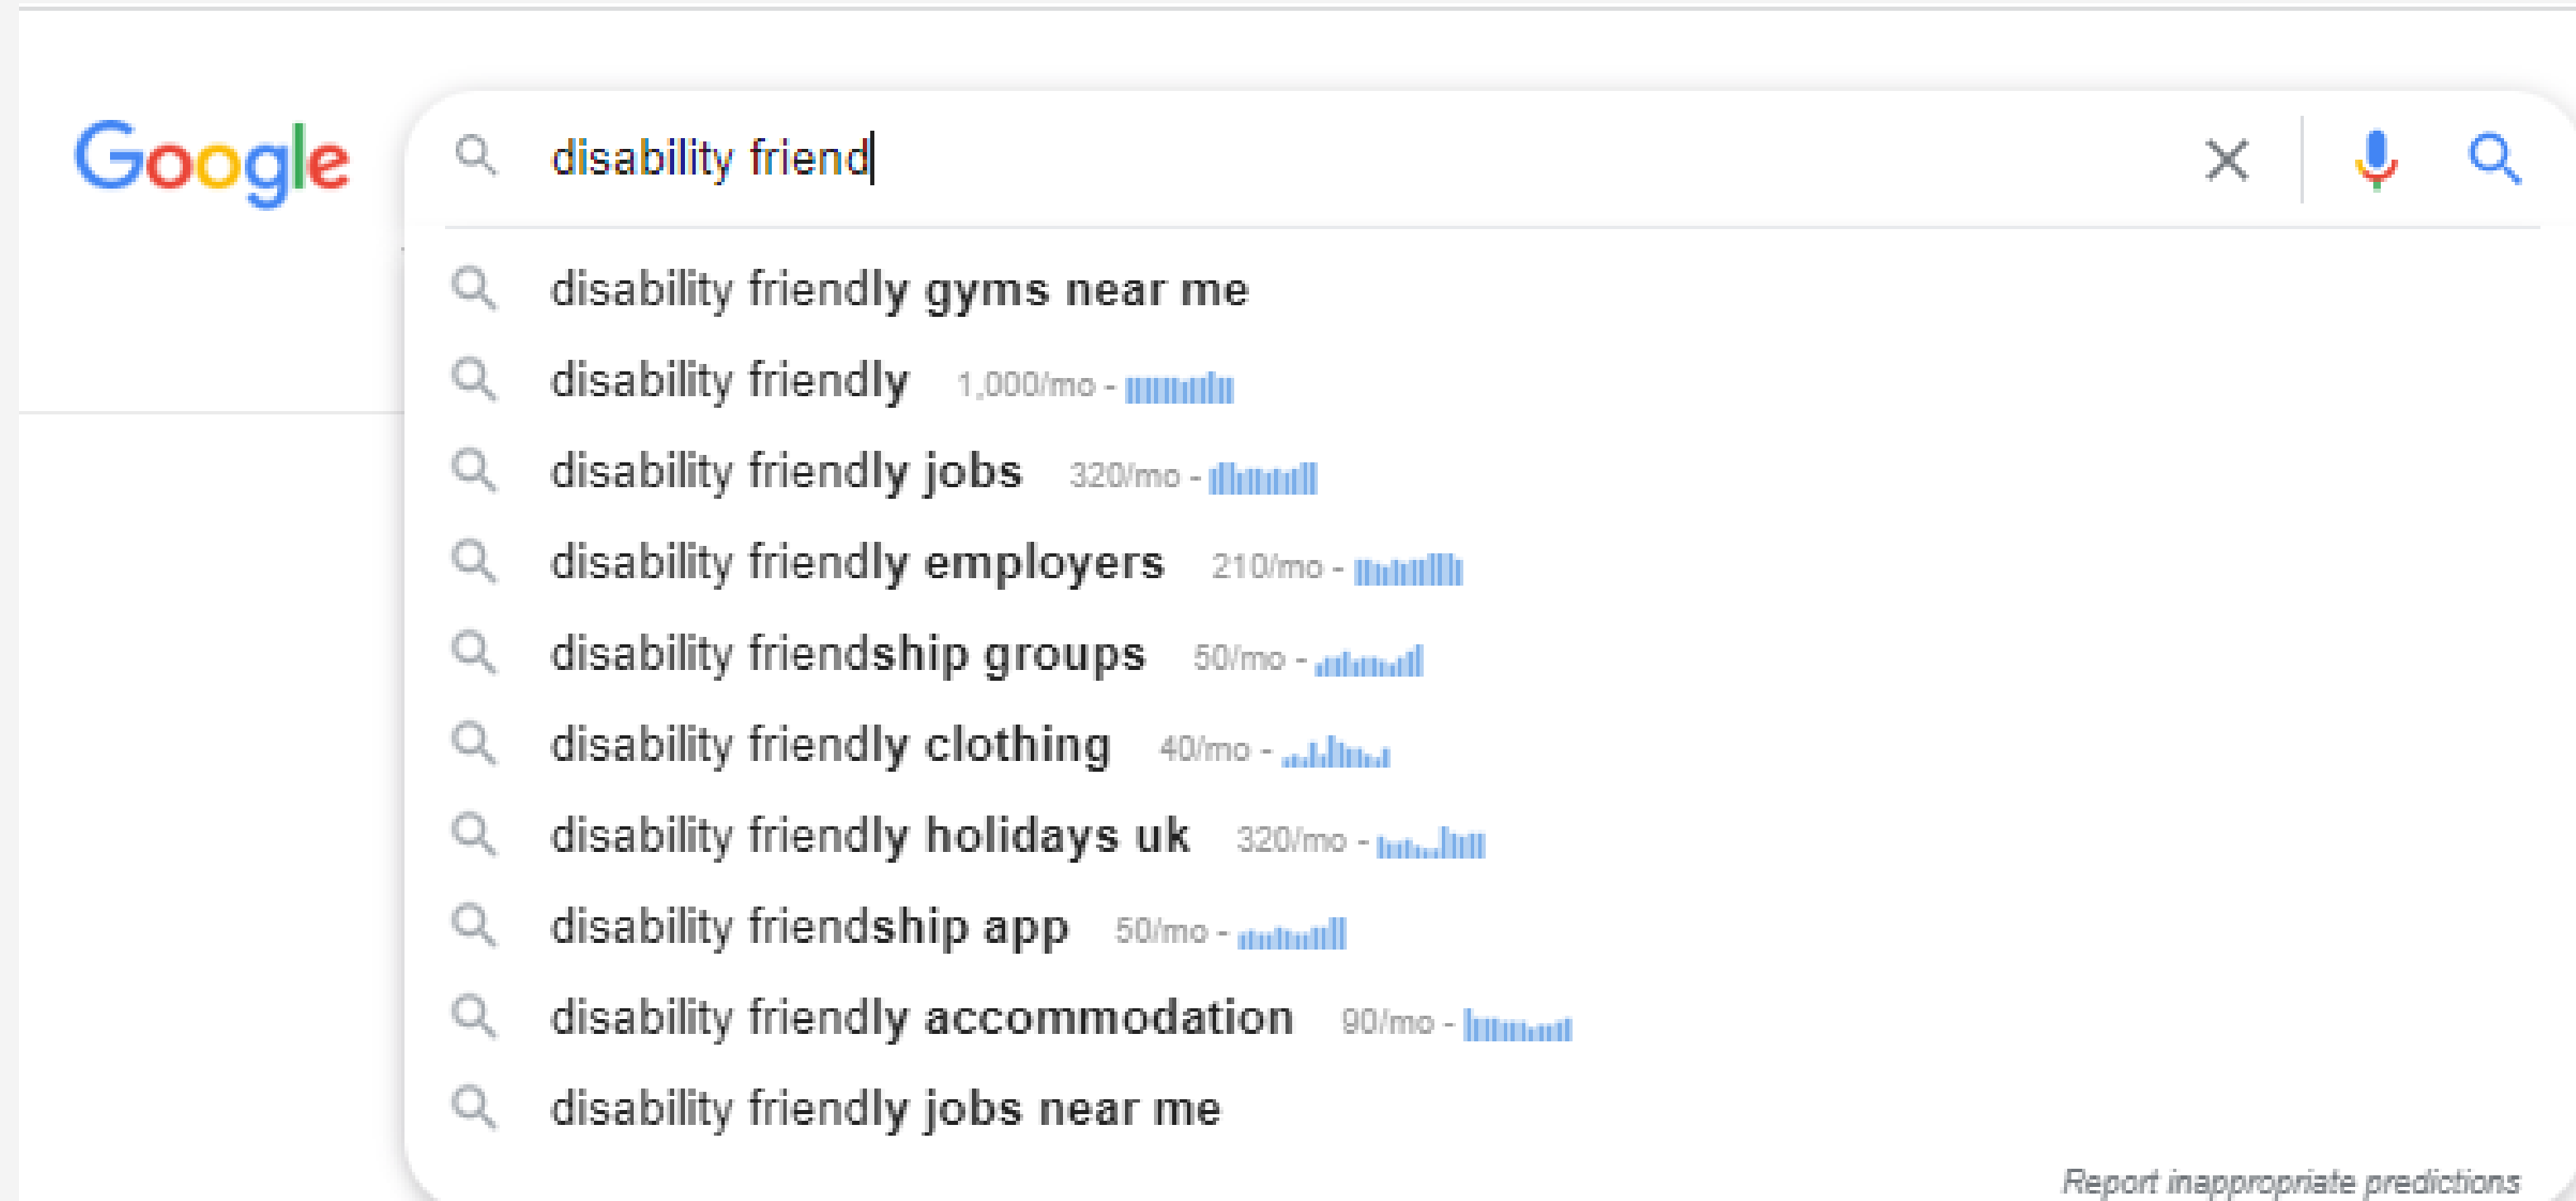 Google
disability friend
disability friendly gyms near me
disability friendly 1,000/mo -
disability friendly jobs 320/mo -
disability friendly employers 210/mo -
disability friendship groups 50/mo -
disability friendly clothing 40/mo -
disability friendly holidays uk 320/mo -
disability friendship app 50/mo -
disability friendly accommodation 90/mo -
disability friendly jobs near me
Report inappropriate predictions